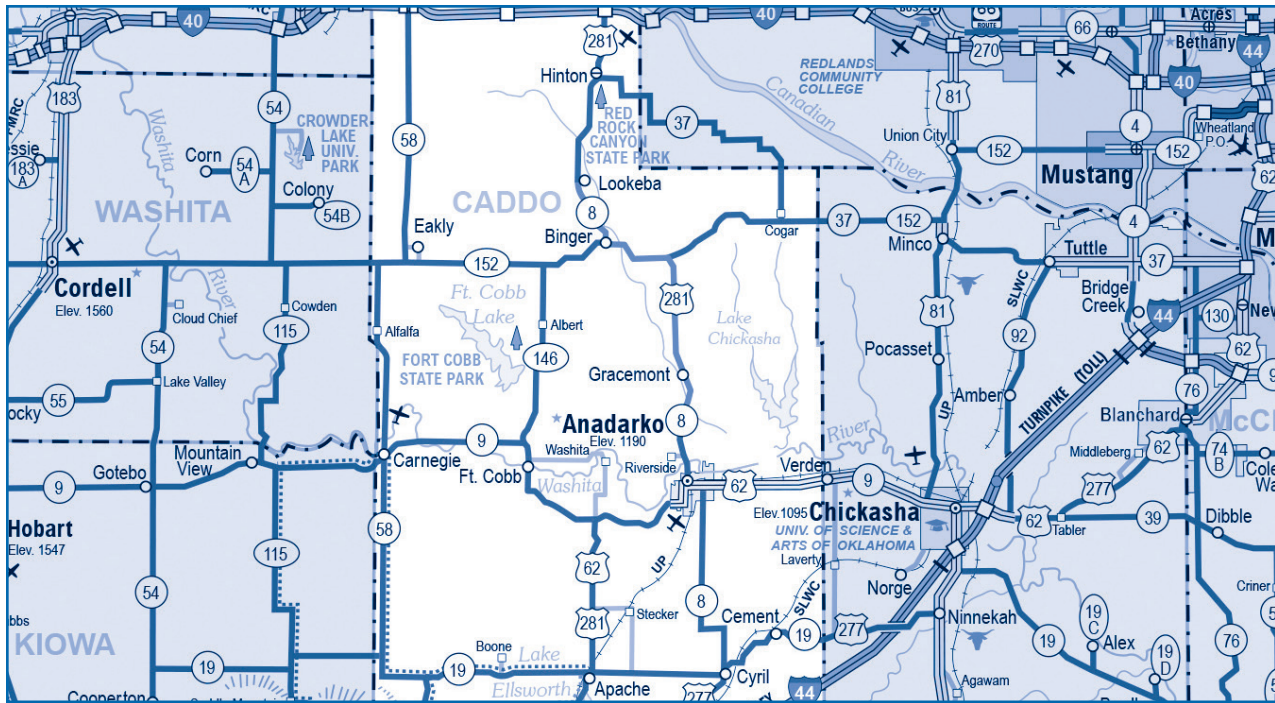 40
281
40
66
ROUTE
66
Acres
Bethany
44
183
54
Hinton
58
RED
ROCK
CANYON
STATE PARK
REDLANDS
COMMUNITY
COLLEGE
270
40
81
4
Canadian
River
37
CROWDER
LAKE
UNIV.
PARK
Washita
Corn
54
A
183
A
Colony
54B
Union City
152
152
Wheatland
P.O.
62
Mustang
WASHITA
CADDO
Lookeba
8
Eakly
Binger
Cogar
37
152
Minco
4
Tuttle
37
152
Cordell
Elev. 1560
River
Cloud Chief
Cowden
115
Ft. Cobb
Lake
281
Lake
Chickasha
81
SLWC
Bridge
Creek
44
130
62
Alfalfa
Albert
146
FORT COBB
STATE PARK
54
Lake Valley
55
Gracemont
Pocasset
92
TURNPIKE (TOLL)
UP
Amber
76
Blanchard
Anadarko
Elev. 1190
8
9
Washita
Riverside
River
Mountain
View
Carnegie
Ft. Cobb
Washita
62
Verden
9
Middleberg
62
74
B
Gotebo
9
277
Hobart
Elev. 1547
58
115
Elev.1095
Chickasha
UNIV. OF SCIENCE &
ARTS OF OKLAHOMA
62
Tabler
39
Dibble
Laverty
UP
62
54
281
8
Norge
Stecker
Cement
SLWC
19
277
Ninnekah
Criner
19
C
Alex
19
19
D
76
KIOWA
19
Boone
Lake
Ellsworth
19
Apache
Cyril
277
44
Agawam
Cooperton